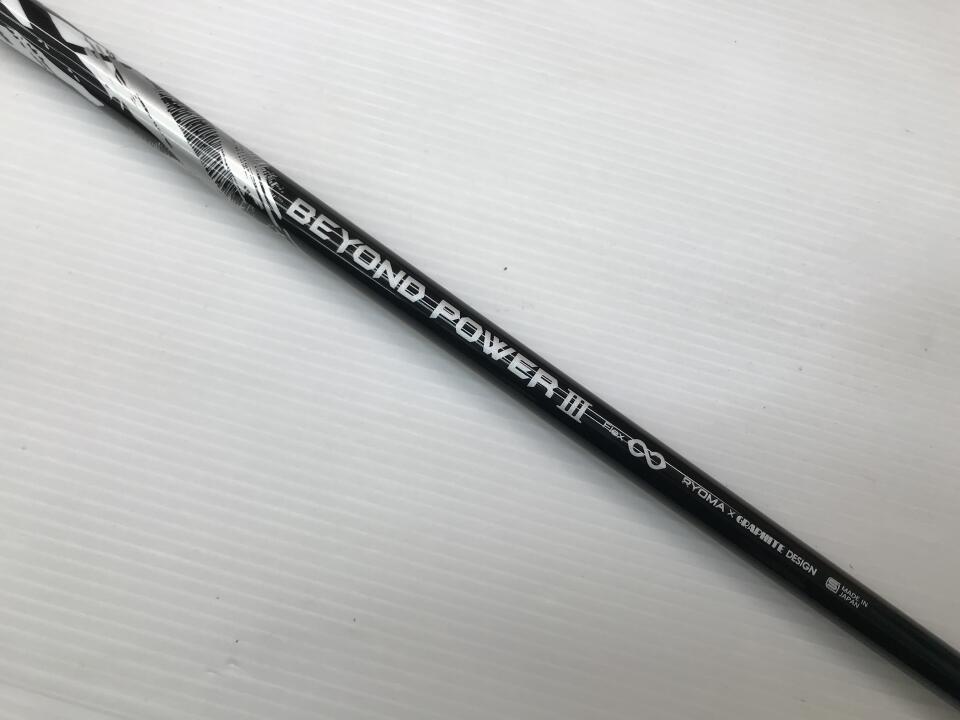 BEYOND POWER III Flex ∞ RYOMA × GRAPHITE DESIGN
MADE IN
JAPAN